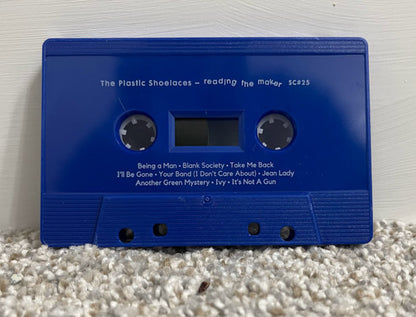 The Plastic Shoelaces – reading the maker SC#25
Being a Man • Blank Society • Take Me Back
I'll Be Gone • Your Band (I Don't Care About) • Jean Lady
Another Green Mystery • Ivy • It's Not A Gun